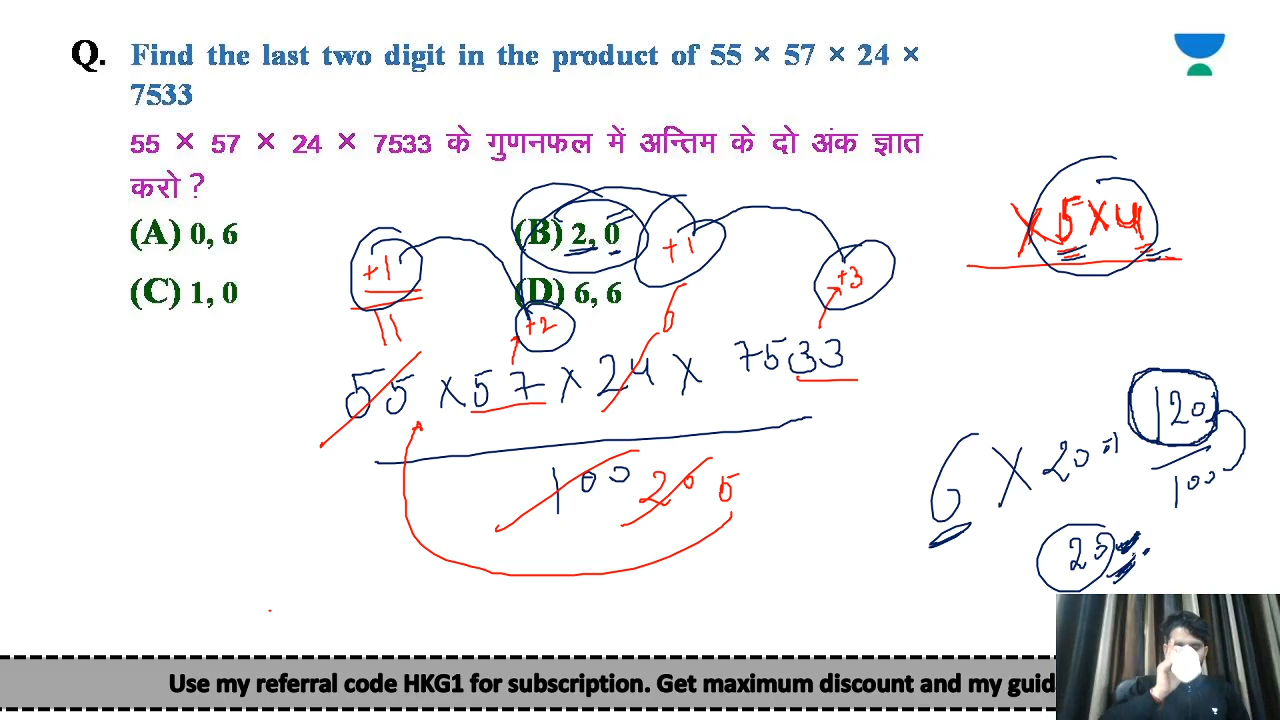 Q. Find the last two digit in the product of 55 × 57 × 24 ×
7533
55 × 57 × 24 × 7533 के गुणनफल में अन्तिम के दो अंक ज्ञात
करो ?
(A) 0, 6 (B) 2, 0
(C) 1, 0 (D) 6, 6
×5×4
+1 +1 +3
+2
11 6
55 × 57 × 24 × 7533
100 20 5
6 × 20
120
100
20
Use my referral code HKG1 for subscription. Get maximum discount and my guid